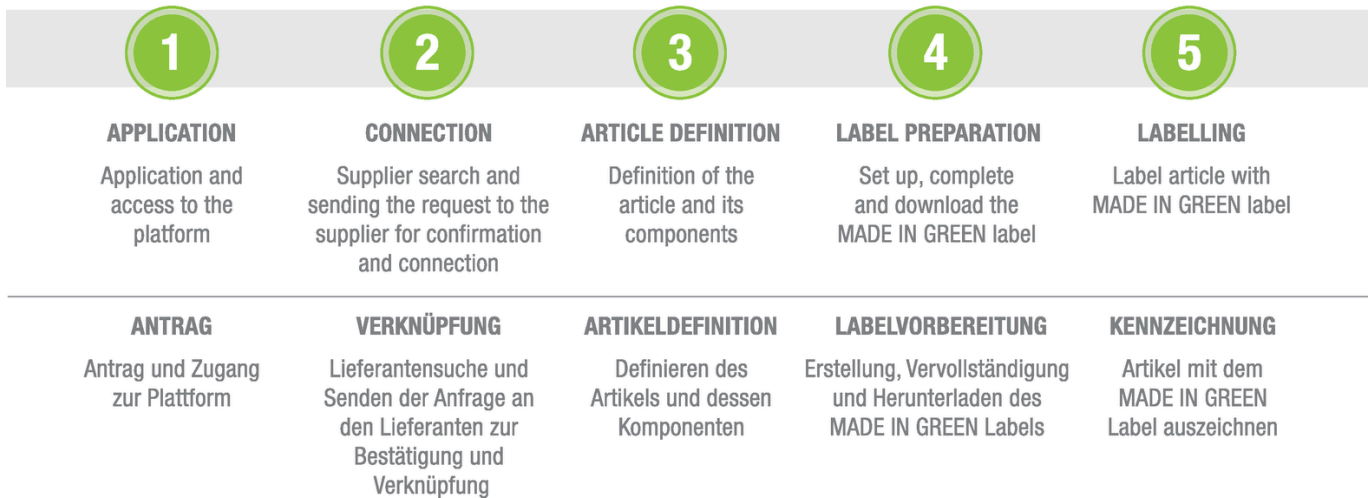 1
2
3
4
5
APPLICATION
Application and
access to the
platform
CONNECTION
Supplier search and
sending the request to the
supplier for confirmation
and connection
ARTICLE DEFINITION
Definition of the
article and its
components
LABEL PREPARATION
Set up, complete
and download the
MADE IN GREEN label
LABELLING
Label article with
MADE IN GREEN label
ANTRAG
Antrag und Zugang
zur Plattform
VERKNÜPFUNG
Lieferantensuche und
Senden der Anfrage an
den Lieferanten zur
Bestätigung und
Verknüpfung
ARTIKELDEFINITION
Definieren des
Artikels und dessen
Komponenten
LABELVORBEREITUNG
Erstellung, Vervollständigung
und Herunterladen des
MADE IN GREEN Labels
KENNZEICHNUNG
Artikel mit dem
MADE IN GREEN
Label auszeichnen